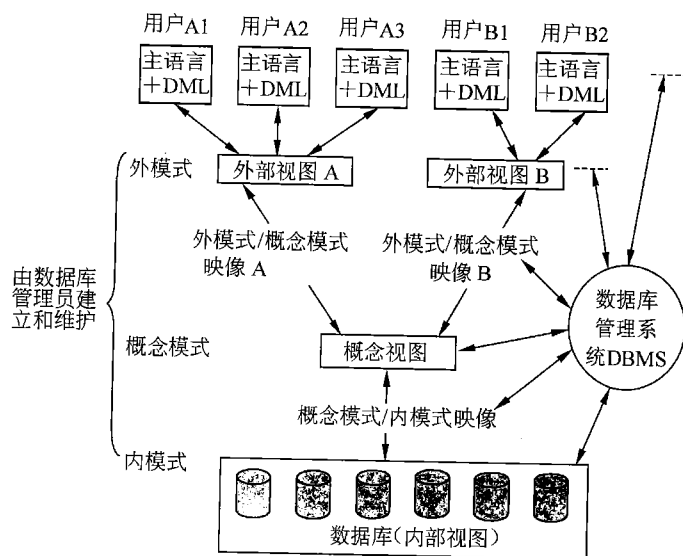 用户A1 用户A2 用户A3 用户B1 用户B2
主语言 主语言 主语言 主语言 主语言
+DML +DML +DML +DML +DML
外模式
外部视图 A 外部视图 B
外模式/概念模式 外模式/概念模式
映像 A 映像 B
由数据库
管理员建
立和维护
数据库
管理系
统DBMS
概念模式
概念视图
概念模式/内模式映像
内模式
数据库(内部视图)